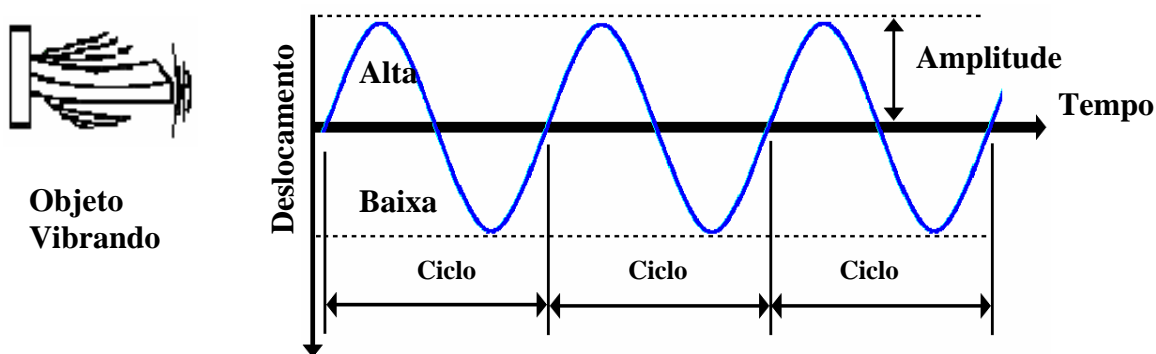 Objeto
Vibrando
Deslocamento
Alta
Baixa
Amplitude
Tempo
Ciclo
Ciclo
Ciclo